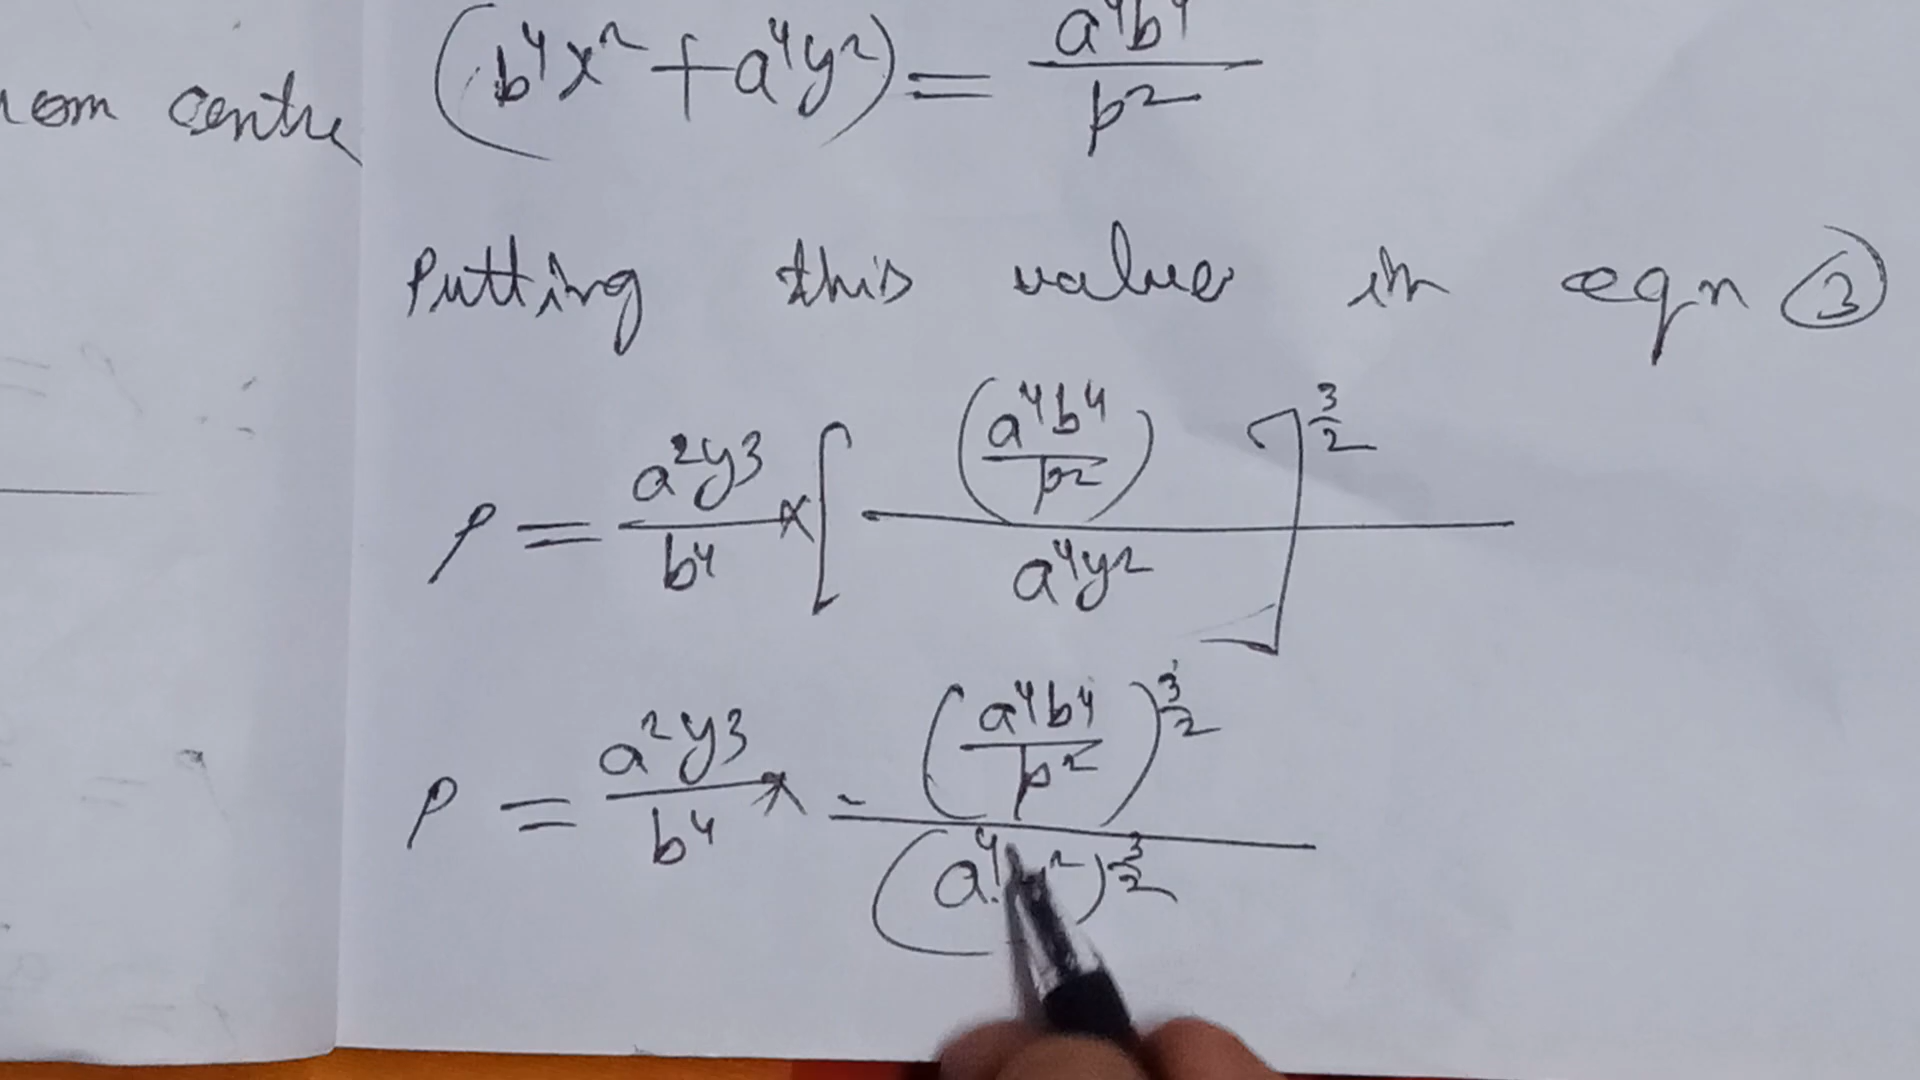 (b⁴x² + a⁴y²) = a⁴b⁴/p²
rom centre
Putting this value in eqn ③
ρ = a²y3/b⁴ × [ (a⁴b⁴/p²) / a⁴y² ]^3/2
ρ = a²y3/b⁴ × (a⁴b⁴/p²)^3/2 / (a⁴y²)^3/2